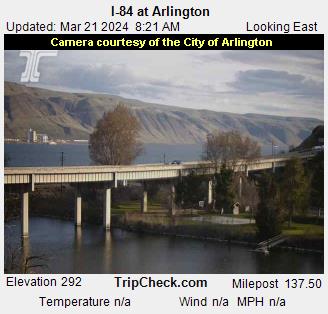 I-84 at Arlington
Updated: Mar 21 2024 8:21 AM Looking East
Camera courtesy of the City of Arlington
Elevation 292 TripCheck.com Milepost 137.50
Temperature n/a Wind n/a MPH n/a